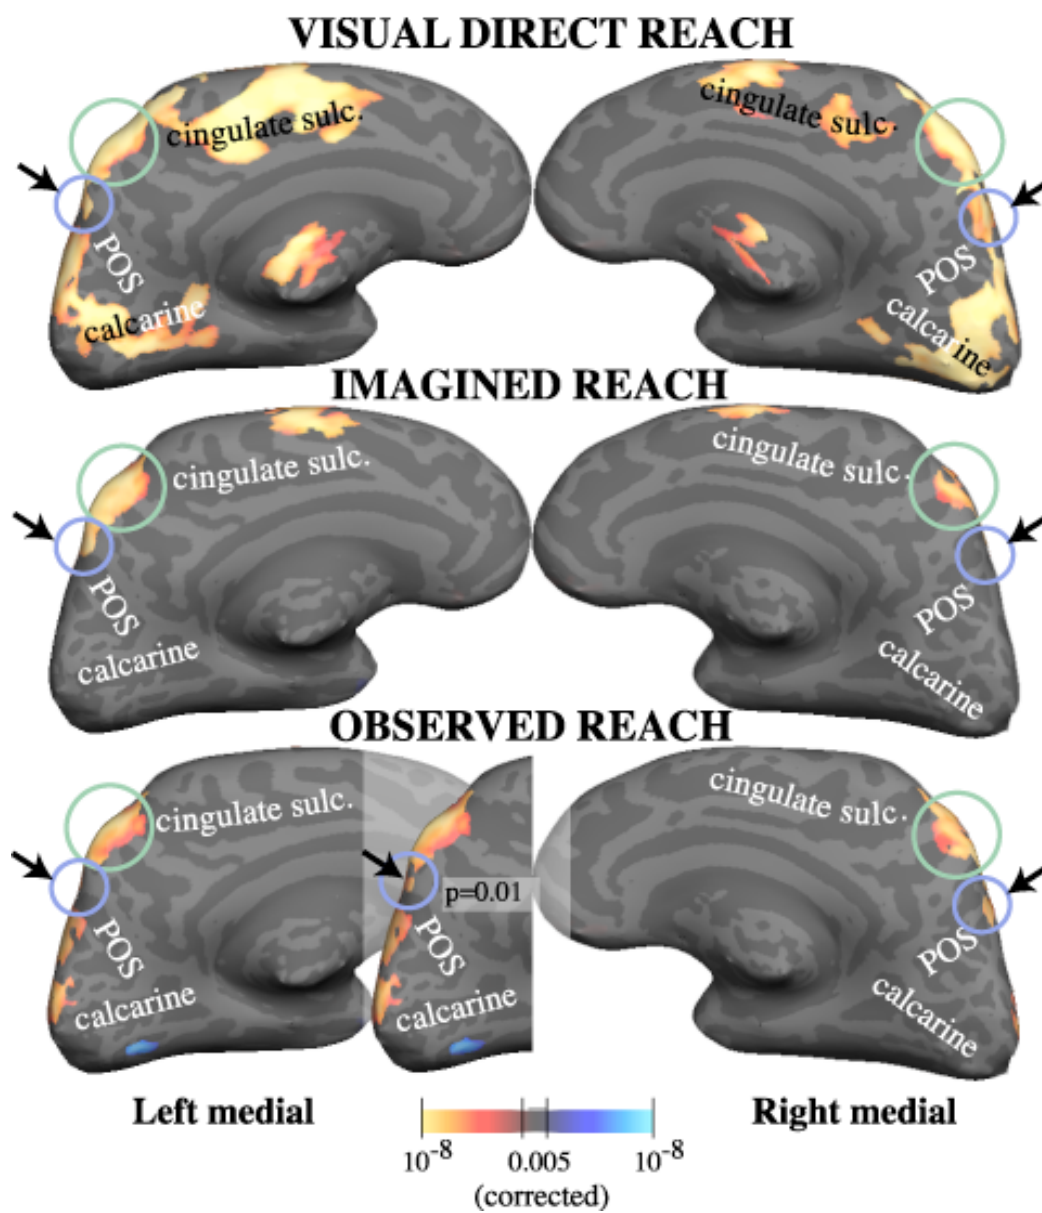 VISUAL DIRECT REACH
cingulate sulc.
cingulate sulc.
POS
POS
calcarine
calcarine
IMAGINED REACH
cingulate sulc.
cingulate sulc.
POS
POS
calcarine
calcarine
OBSERVED REACH
cingulate sulc.
cingulate sulc.
p=0.01
POS
POS
POS
calcarine
calcarine
calcarine
Left medial
Right medial
10⁻⁸ 0.005 10⁻⁸
(corrected)